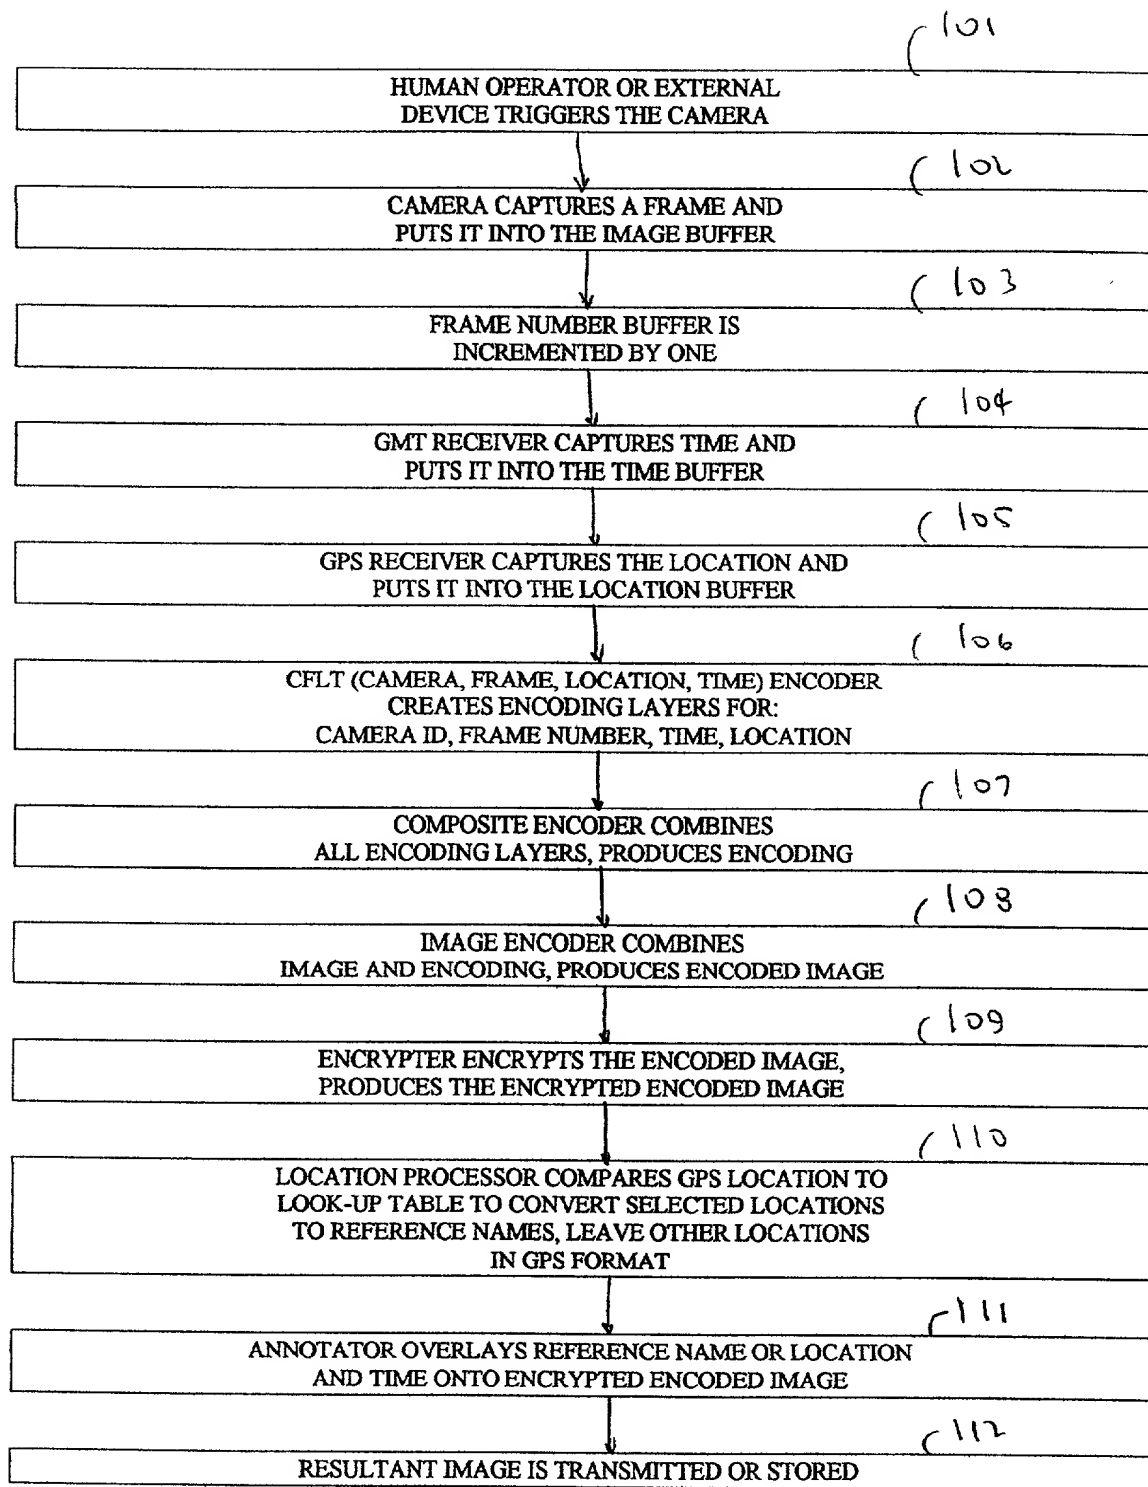 101
HUMAN OPERATOR OR EXTERNAL
DEVICE TRIGGERS THE CAMERA
102
CAMERA CAPTURES A FRAME AND
PUTS IT INTO THE IMAGE BUFFER
103
FRAME NUMBER BUFFER IS
INCREMENTED BY ONE
104
GMT RECEIVER CAPTURES TIME AND
PUTS IT INTO THE TIME BUFFER
105
GPS RECEIVER CAPTURES THE LOCATION AND
PUTS IT INTO THE LOCATION BUFFER
106
CFLT (CAMERA, FRAME, LOCATION, TIME) ENCODER
CREATES ENCODING LAYERS FOR:
CAMERA ID, FRAME NUMBER, TIME, LOCATION
107
COMPOSITE ENCODER COMBINES
ALL ENCODING LAYERS, PRODUCES ENCODING
108
IMAGE ENCODER COMBINES
IMAGE AND ENCODING, PRODUCES ENCODED IMAGE
109
ENCRYPTER ENCRYPTS THE ENCODED IMAGE,
PRODUCES THE ENCRYPTED ENCODED IMAGE
110
LOCATION PROCESSOR COMPARES GPS LOCATION TO
LOOK-UP TABLE TO CONVERT SELECTED LOCATIONS
TO REFERENCE NAMES, LEAVE OTHER LOCATIONS
IN GPS FORMAT
111
ANNOTATOR OVERLAYS REFERENCE NAME OR LOCATION
AND TIME ONTO ENCRYPTED ENCODED IMAGE
112
RESULTANT IMAGE IS TRANSMITTED OR STORED